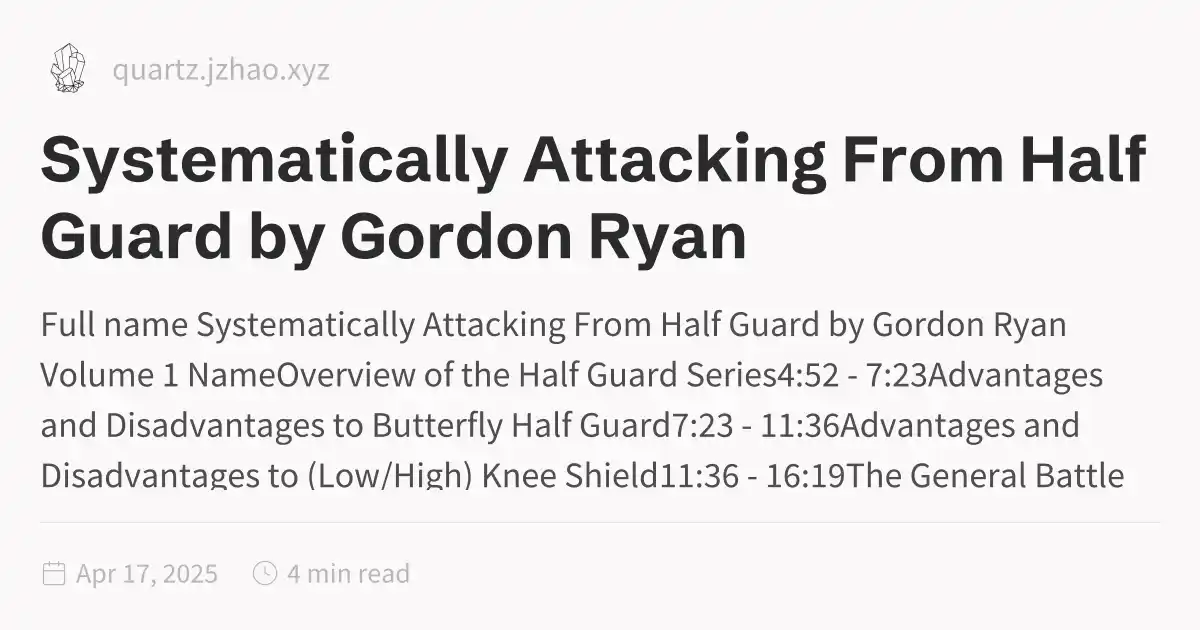 quartz.jzhao.xyz
Systematically Attacking From Half
Guard by Gordon Ryan
Full name Systematically Attacking From Half Guard by Gordon Ryan
Volume 1 NameOverview of the Half Guard Series4:52 - 7:23Advantages
and Disadvantages to Butterfly Half Guard7:23 - 11:36Advantages and
Disadvantages to (Low/High) Knee Shield11:36 - 16:19The General Battle
Apr 17, 2025
4 min read